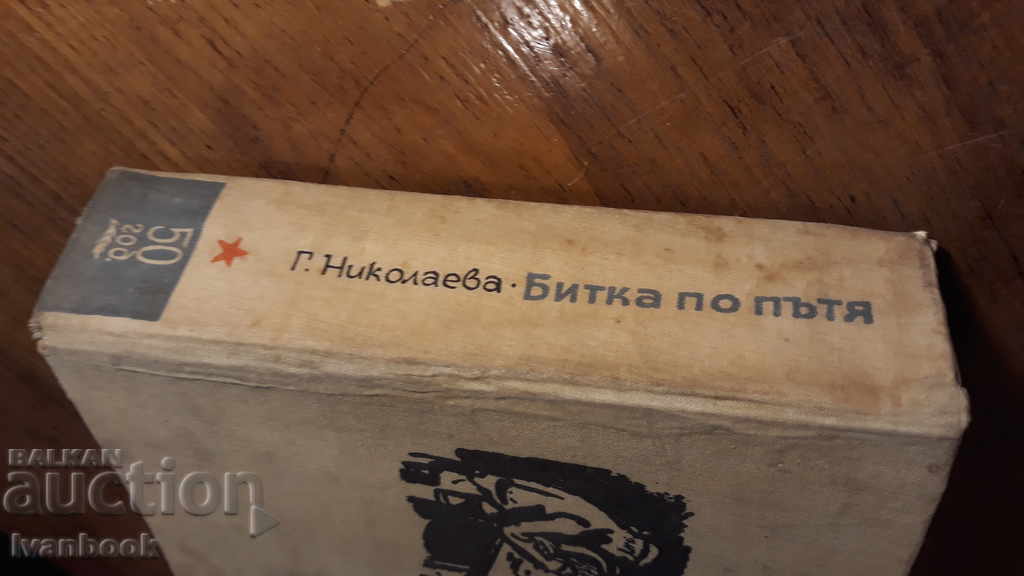 50
год
Г. Николаева · Битка по пътя
BALKAN
auction
Ivanbook